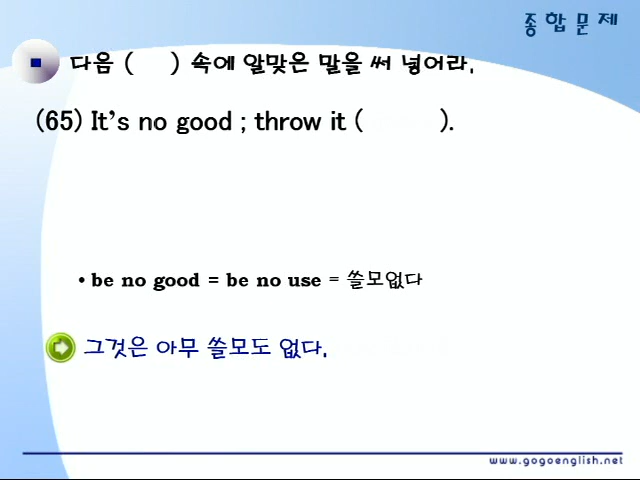 종합문제
다음 (    ) 속에 알맞은 말을 써 넣어라.
(65) It's no good ; throw it (        ).
• be no good = be no use = 쓸모없다
그것은 아무 쓸모도 없다.
www.gogoenglish.net